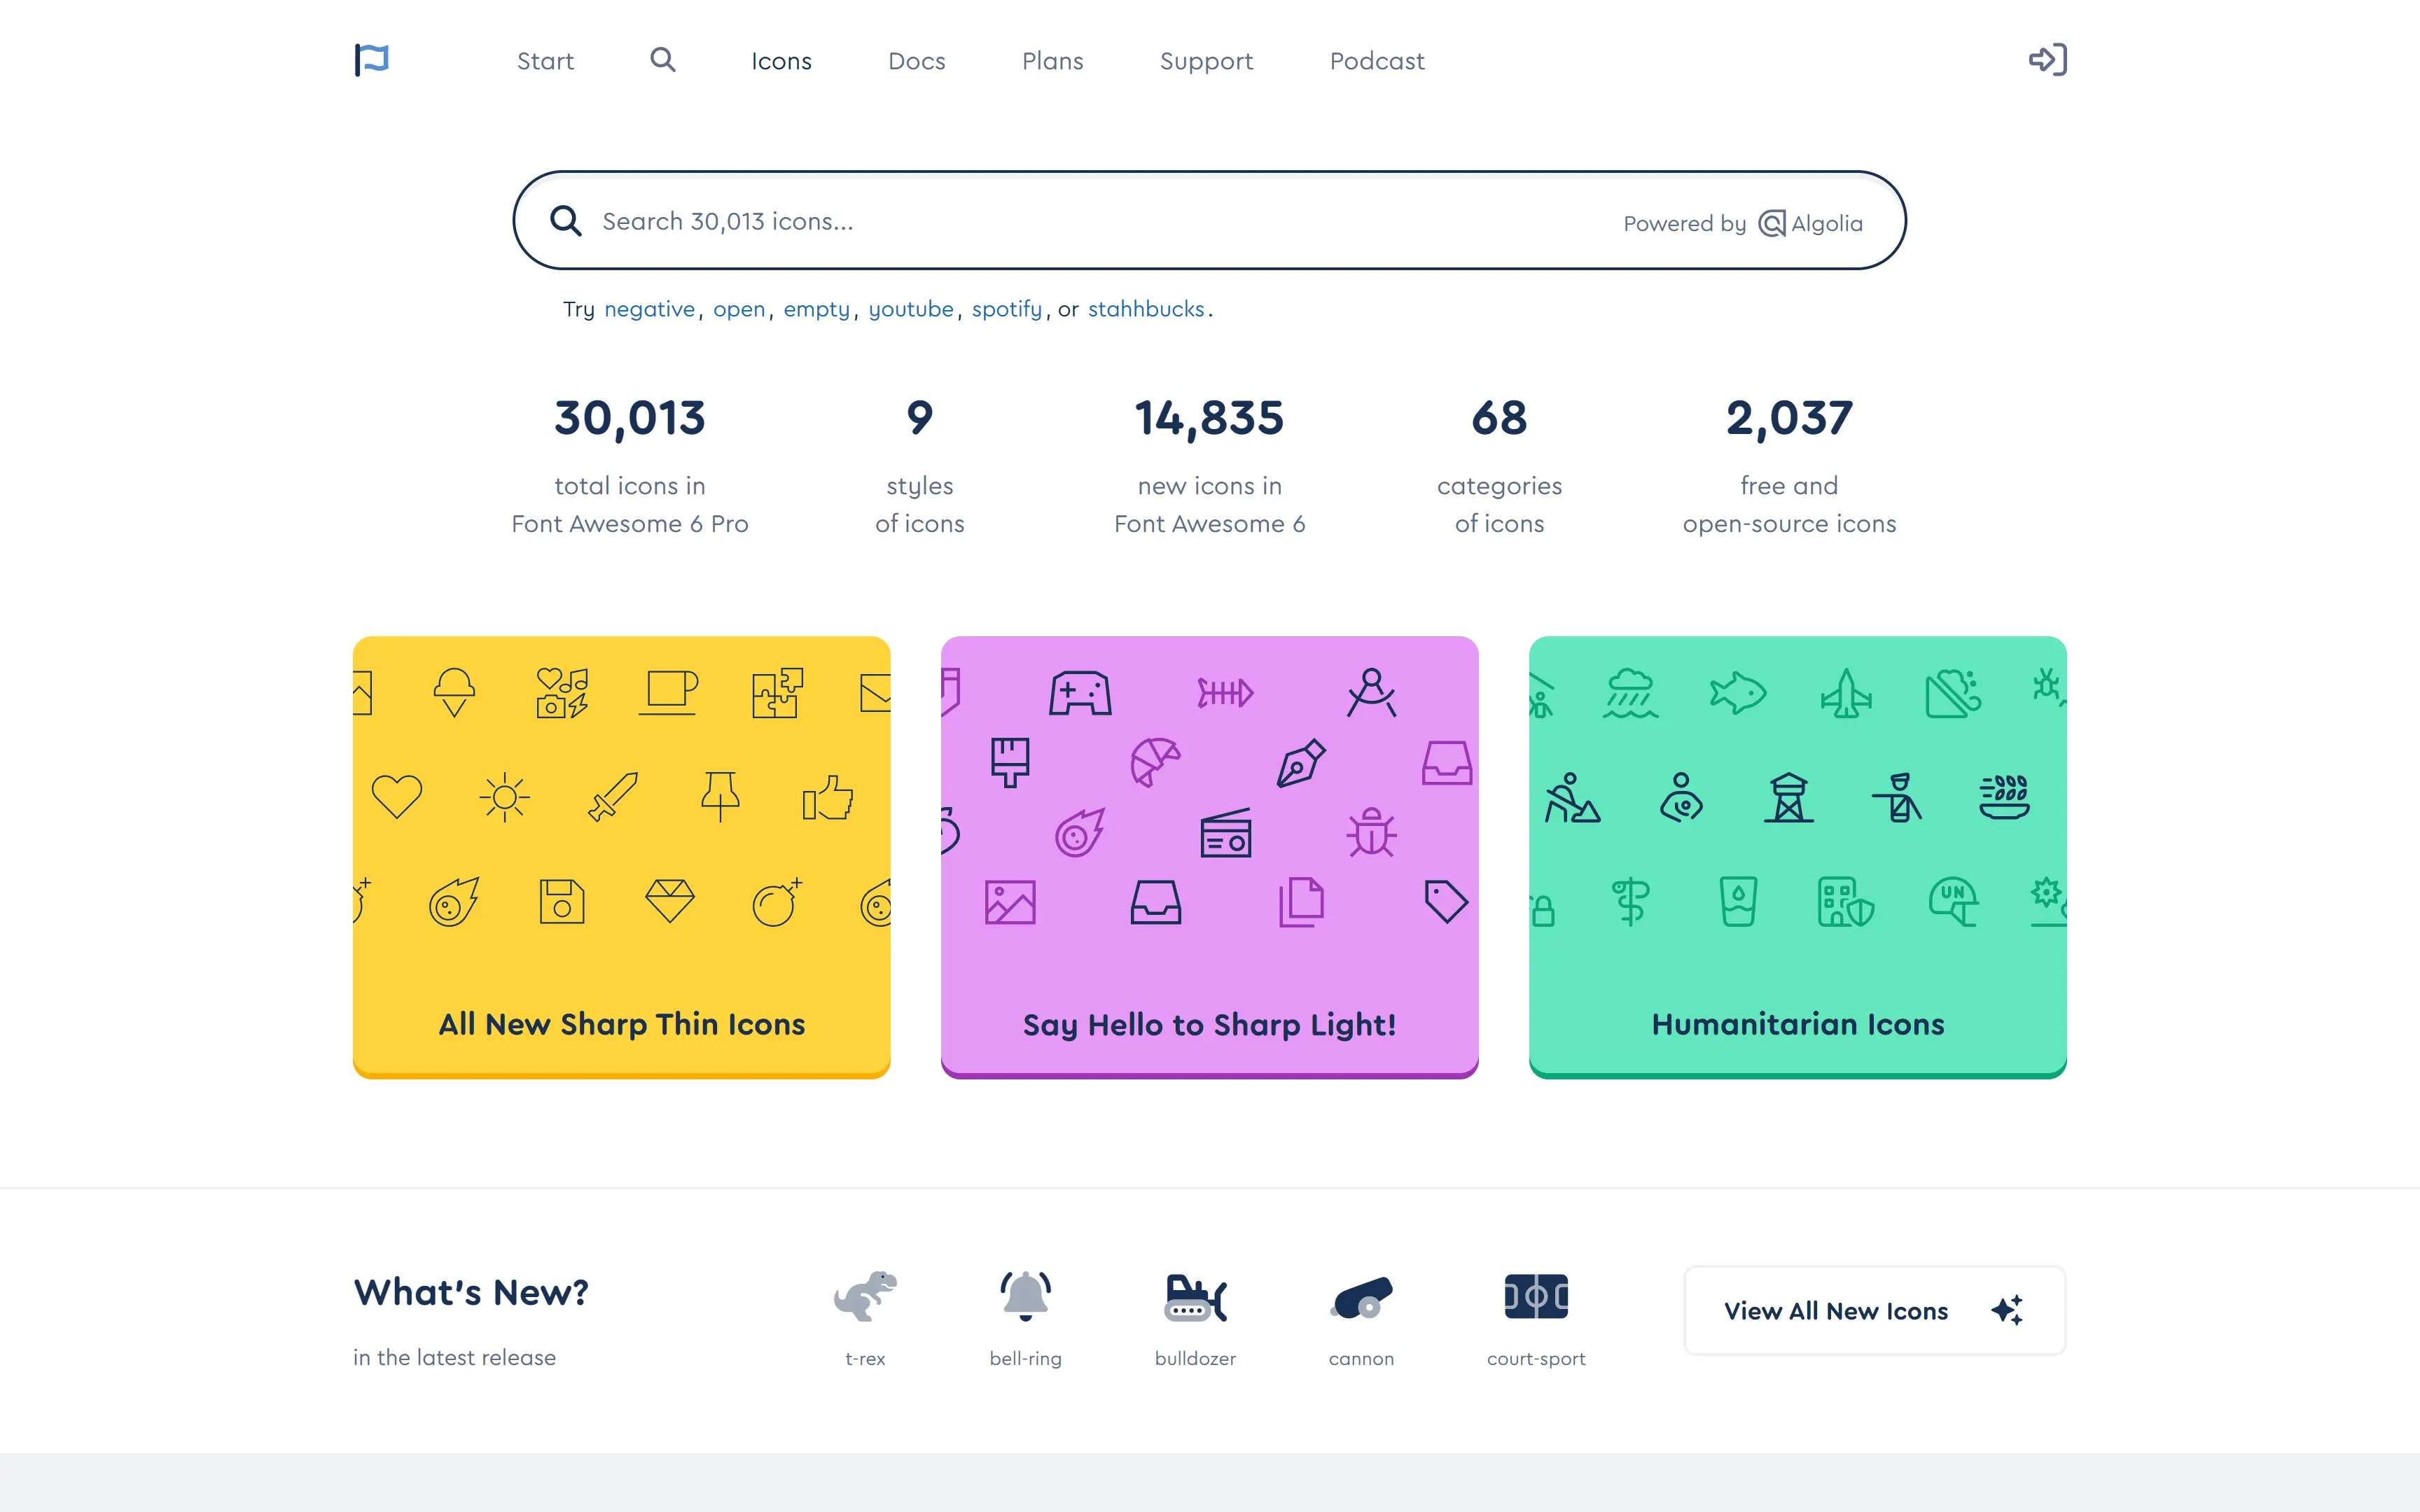 Start Icons Docs Plans Support Podcast
Search 30,013 icons... Powered by Algolia
Try negative, open, empty, youtube, spotify, or stahhbucks.
30,013 9 14,835 68 2,037
total icons in styles new icons in categories free and
Font Awesome 6 Pro of icons Font Awesome 6 of icons open-source icons
UN
All New Sharp Thin Icons Say Hello to Sharp Light! Humanitarian Icons
What's New?
View All New Icons
in the latest release t-rex bell-ring bulldozer cannon court-sport